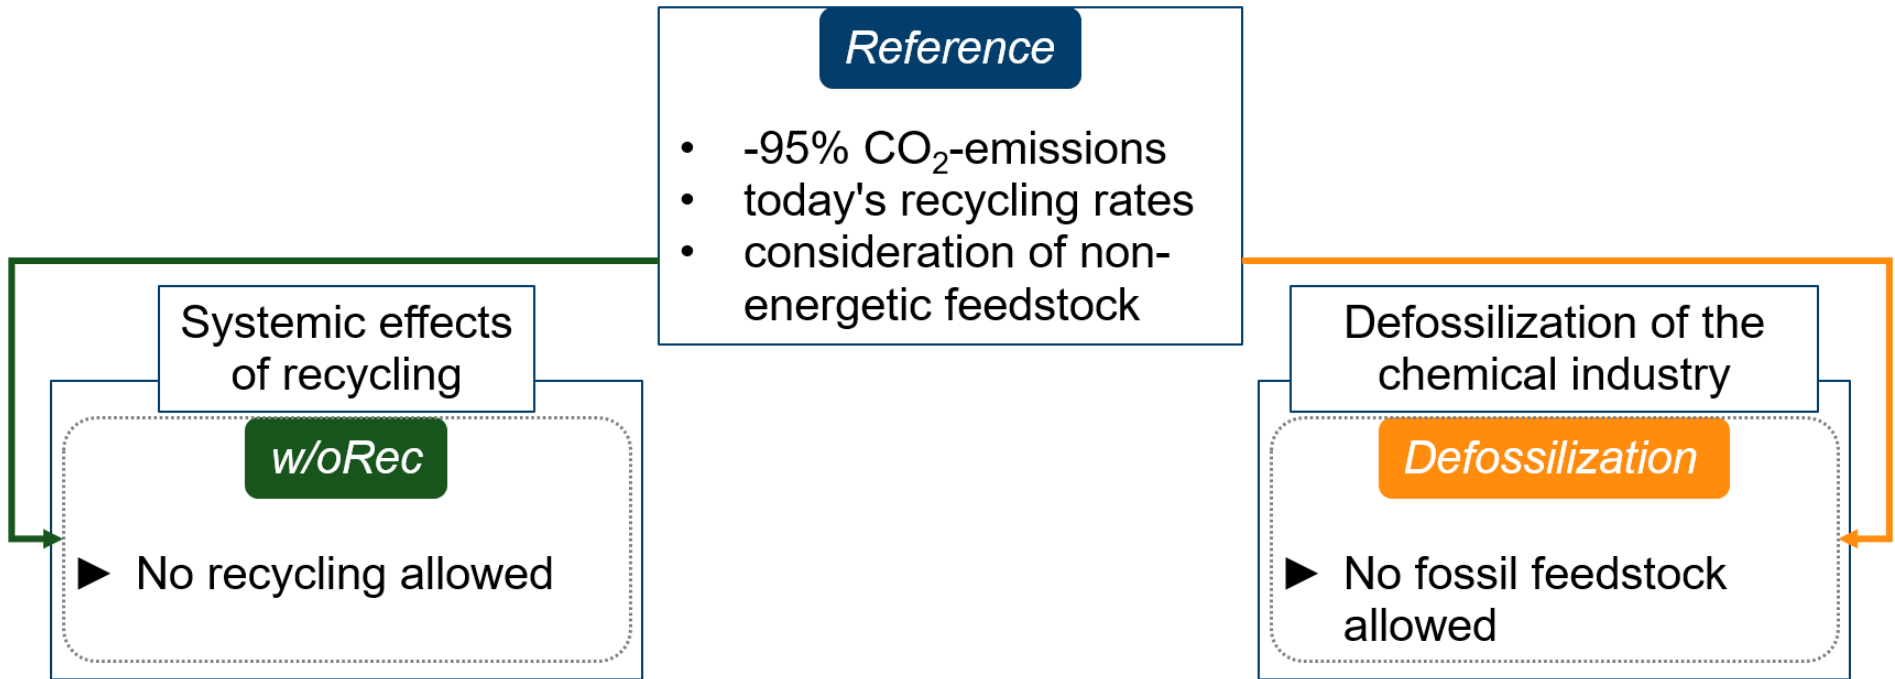 Reference
• -95% CO₂-emissions
• today's recycling rates
• consideration of non-
energetic feedstock
Systemic effects
of recycling
w/oRec
► No recycling allowed
Defossilization of the
chemical industry
Defossilization
► No fossil feedstock
allowed